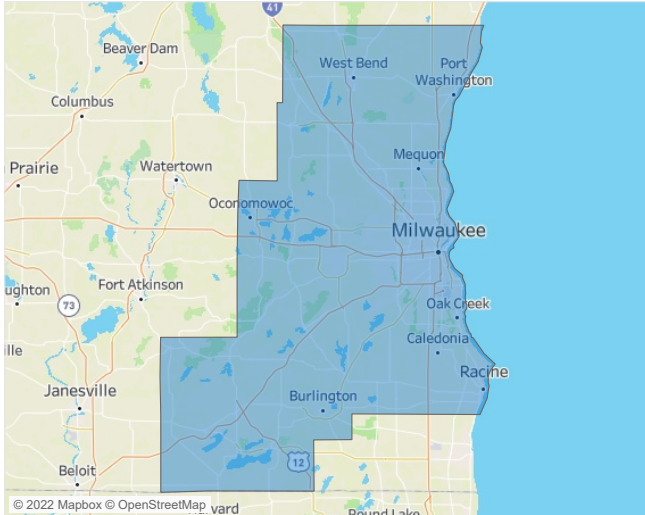 41
Beaver Dam
West Bend
Port
Washington
Columbus
Mequon
Prairie
Watertown
Oconomowoc
Milwaukee
ughton
Fort Atkinson
73
Oak Creek
lle
Caledonia
Racine
Janesville
Burlington
12
Beloit
© 2022 Mapbox © OpenStreetMap
vard
Round Lake